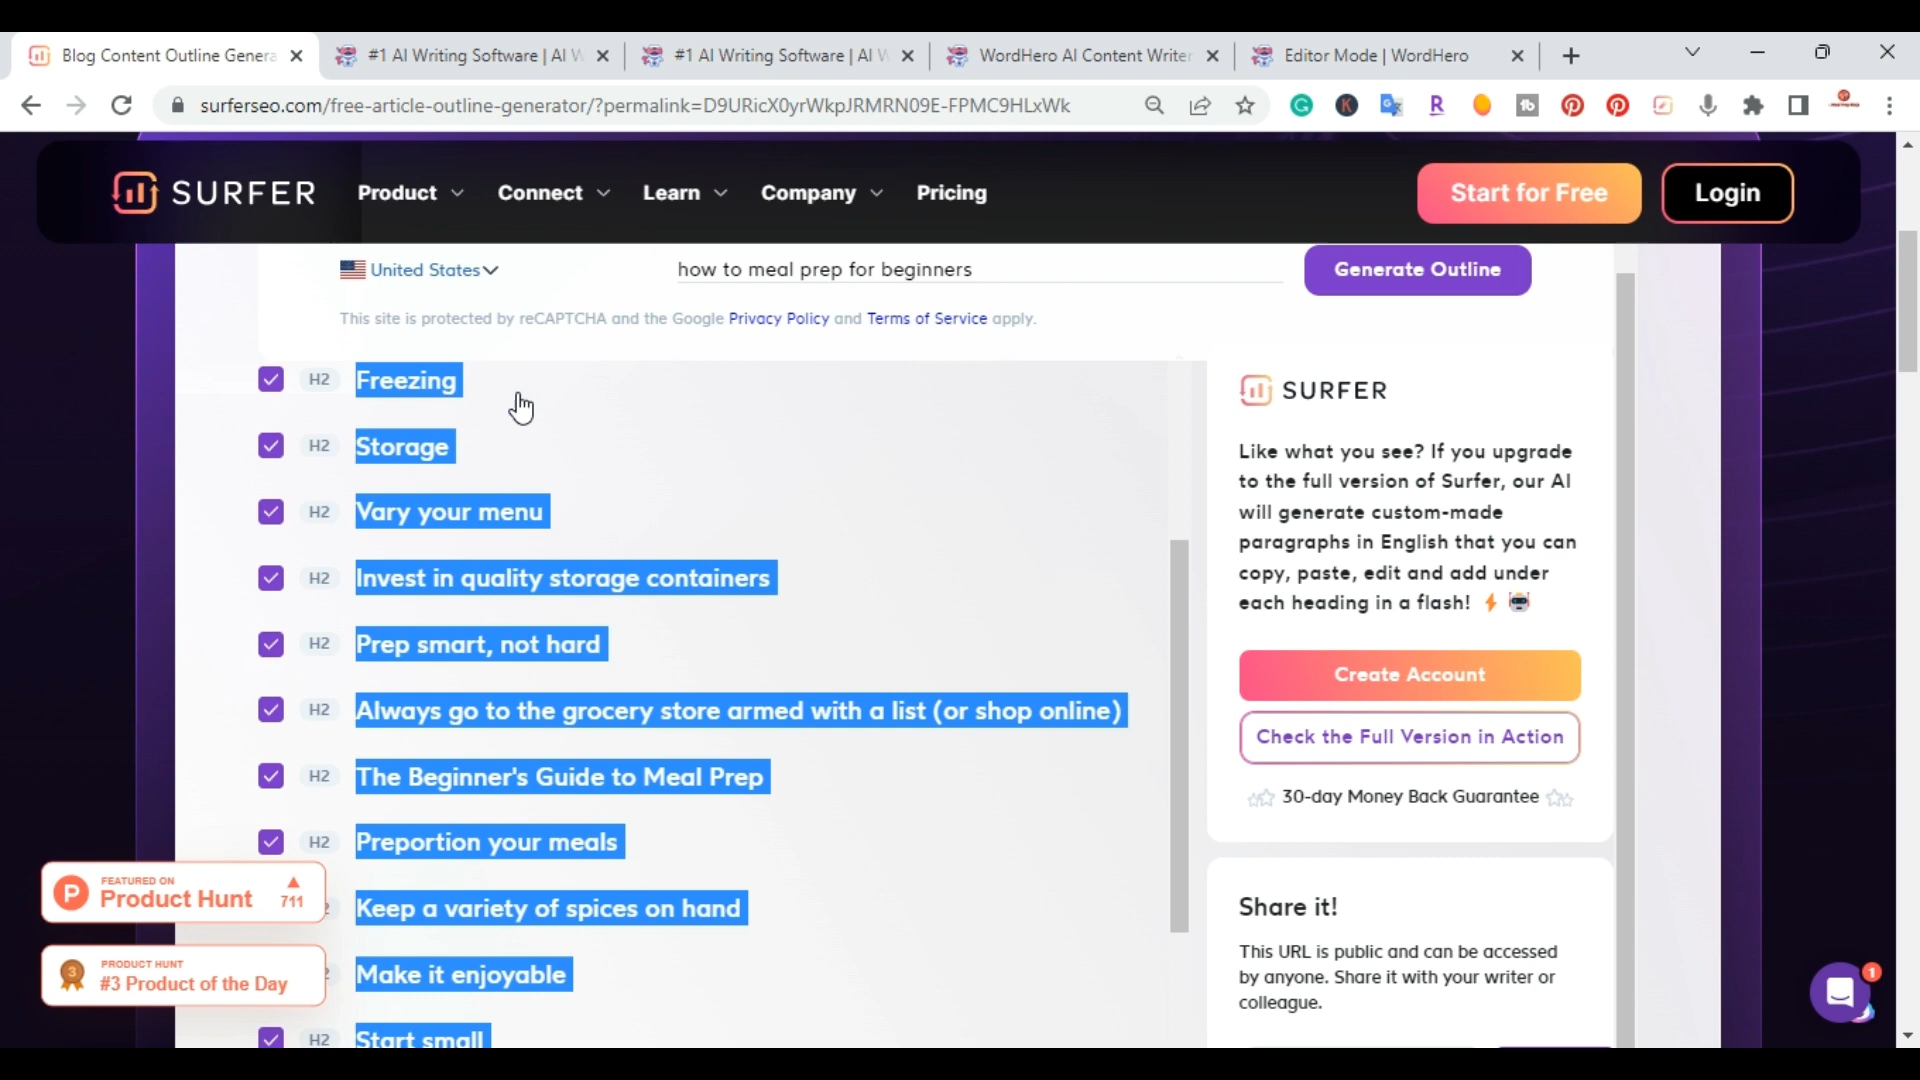 Blog Content Outline Genera
#1 AI Writing Software | AI W
#1 AI Writing Software | AI W
WordHero AI Content Writer
Editor Mode | WordHero
surferseo.com/free-article-outline-generator/?permalink=D9URicX0yrWkpJRMRN09E-FPMC9HLxWk
SURFER
Product
Connect
Learn
Company
Pricing
Start for Free
Login
United States
how to meal prep for beginners
Generate Outline
This site is protected by reCAPTCHA and the Google Privacy Policy and Terms of Service apply.
H2 Freezing
H2 Storage
H2 Vary your menu
H2 Invest in quality storage containers
H2 Prep smart, not hard
H2 Always go to the grocery store armed with a list (or shop online)
H2 The Beginner's Guide to Meal Prep
H2 Preportion your meals
Keep a variety of spices on hand
Make it enjoyable
H2 Start small
SURFER
Like what you see? If you upgrade
to the full version of Surfer, our AI
will generate custom-made
paragraphs in English that you can
copy, paste, edit and add under
each heading in a flash!
Create Account
Check the Full Version in Action
30-day Money Back Guarantee
Share it!
This URL is public and can be accessed
by anyone. Share it with your writer or
colleague.
P
FEATURED ON
Product Hunt
711
3
PRODUCT HUNT
#3 Product of the Day
1